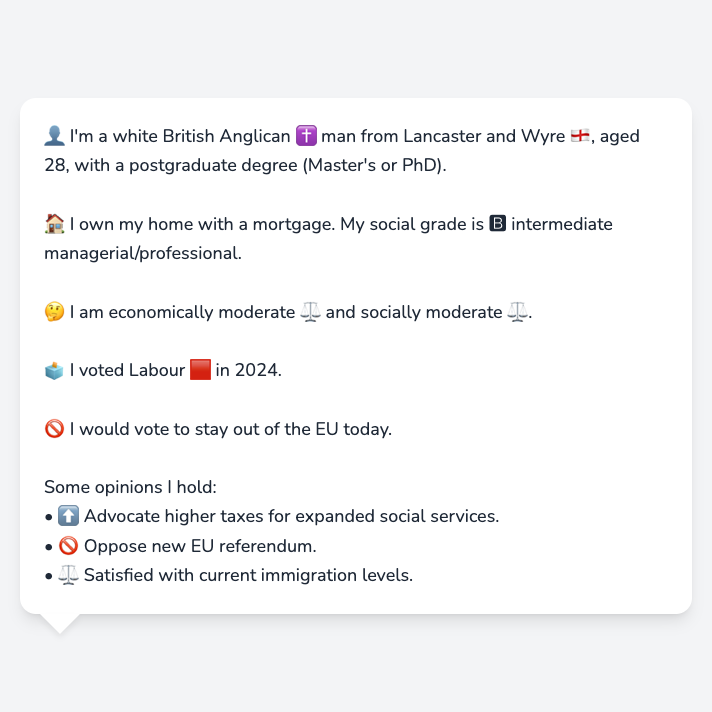 👤 I'm a white British Anglican ✝️ man from Lancaster and Wyre 🏴󠁧󠁢󠁥󠁮󠁧󠁿, aged
28, with a postgraduate degree (Master's or PhD).
🏠 I own my home with a mortgage. My social grade is 🅱 intermediate
managerial/professional.
🤔 I am economically moderate ⚖️ and socially moderate ⚖️.
🗳️ I voted Labour 🟥 in 2024.
🚫 I would vote to stay out of the EU today.
Some opinions I hold:
• ⬆️ Advocate higher taxes for expanded social services.
• 🚫 Oppose new EU referendum.
• ⚖️ Satisfied with current immigration levels.